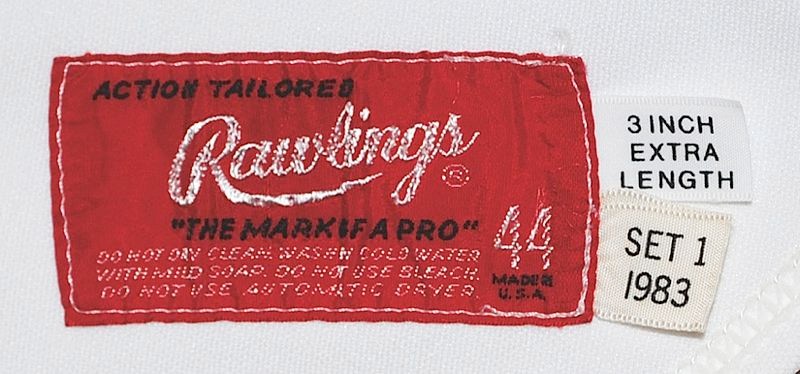 ACTION TAILORED
Rawlings ®
"THE MARK OF A PRO"
44
DO NOT DRY CLEAN. WASH IN COLD WATER
WITH MILD SOAP. DO NOT USE BLEACH.
DO NOT USE AUTOMATIC DRYER.
MADE IN
U.S.A.
3 INCH
EXTRA
LENGTH
SET 1
1983